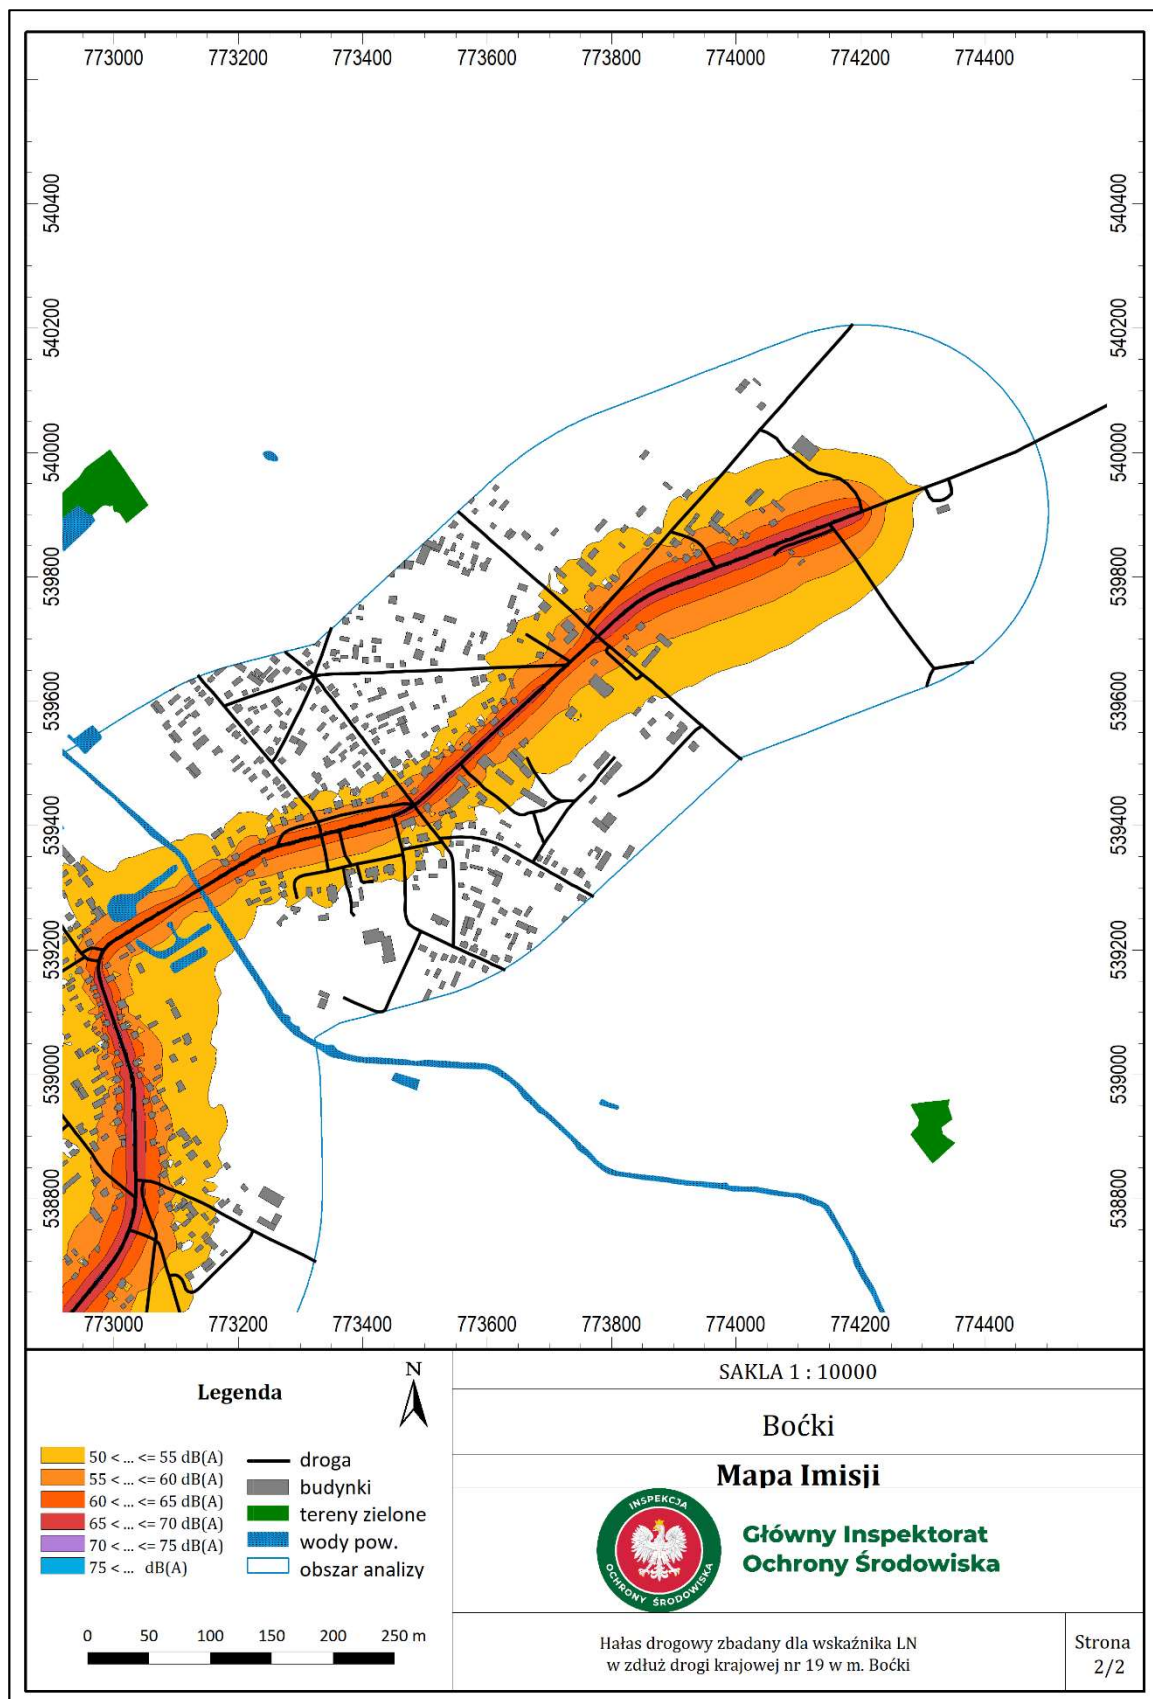 773000 773200 773400 773600 773800 774000 774200 774400
540400 540400
540200 540200
540000 540000
539800 539800
539600 539600
539400 539400
539200 539200
539000 539000
538800 538800
773000 773200 773400 773600 773800 774000 774200 774400
Legenda
N
50 < ... <= 55 dB(A)
55 < ... <= 60 dB(A)
60 < ... <= 65 dB(A)
65 < ... <= 70 dB(A)
70 < ... <= 75 dB(A)
75 < ... dB(A)
droga
budynki
tereny zielone
wody pow.
obszar analizy
0 50 100 150 200 250 m
SAKLA 1 : 10000
Boćki
Mapa Imisji
INSPEKCJA
OCHRONY ŚRODOWISKA
Główny Inspektorat
Ochrony Środowiska
Hałas drogowy zbadany dla wskaźnika LN
w zdłuż drogi krajowej nr 19 w m. Boćki
Strona
2/2